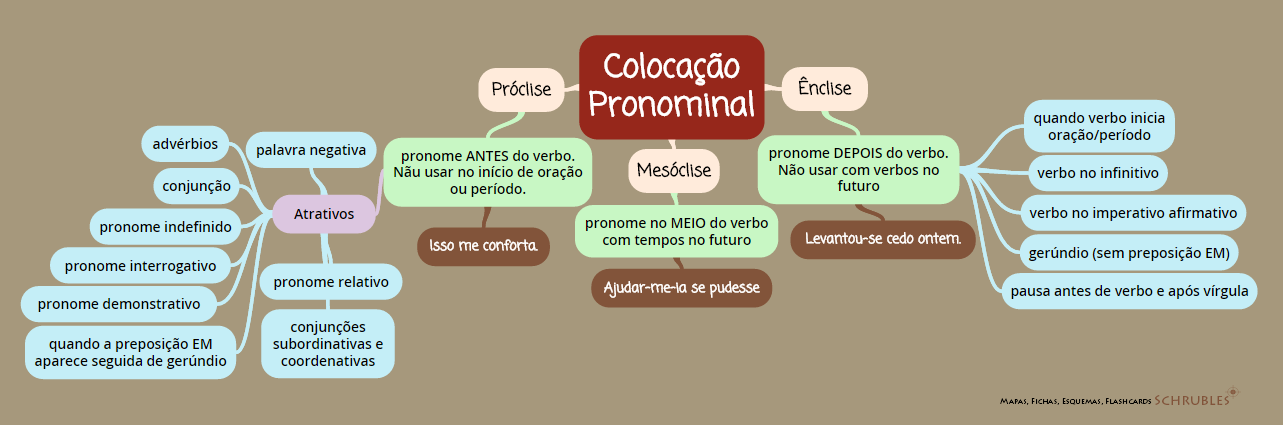 Colocação
Pronominal
Próclise
pronome ANTES do verbo.
Nãu usar no início de oração
ou período.
Isso me conforta.
Atrativos
palavra negativa
advérbios
conjunção
pronome indefinido
pronome interrogativo
pronome demonstrativo
quando a preposição EM
aparece seguida de gerúndio
pronome relativo
conjunções
subordinativas e
coordenativas
Mesóclise
pronome no MEIO do verbo
com tempos no futuro
Ajudar-me-ia se pudesse
Ênclise
pronome DEPOIS do verbo.
Não usar com verbos no
futuro
Levantou-se cedo ontem.
quando verbo inicia
oração/período
verbo no infinitivo
verbo no imperativo afirmativo
gerúndio (sem preposição EM)
pausa antes de verbo e após vírgula
Mapas, Fichas, Esquemas, Flashcards SCHRUBLES